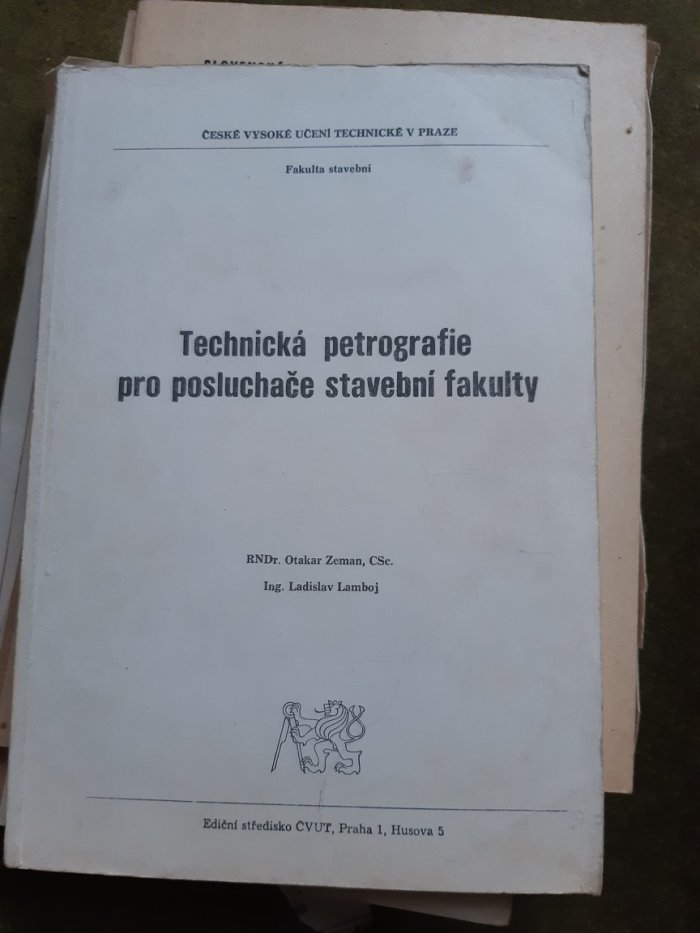 ČESKÉ VYSOKÉ UČENÍ TECHNICKÉ V PRAZE
Fakulta stavební
Technická petrografie
pro posluchače stavební fakulty
RNDr. Otakar Zeman, CSc.
Ing. Ladislav Lamboj
Ediční středisko ČVUT, Praha 1, Husova 5